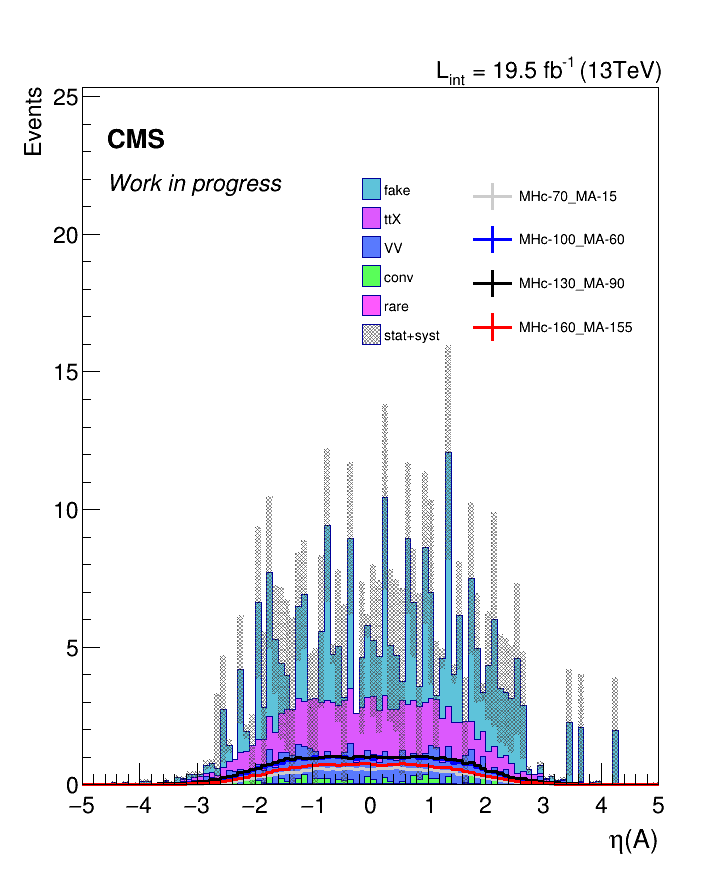 L_int = 19.5 fb^-1 (13TeV)
Events
25
20
15
10
5
0
CMS
Work in progress
fake
ttX
VV
conv
rare
stat+syst
MHc-70_MA-15
MHc-100_MA-60
MHc-130_MA-90
MHc-160_MA-155
−5 −4 −3 −2 −1 0 1 2 3 4 5
η(A)